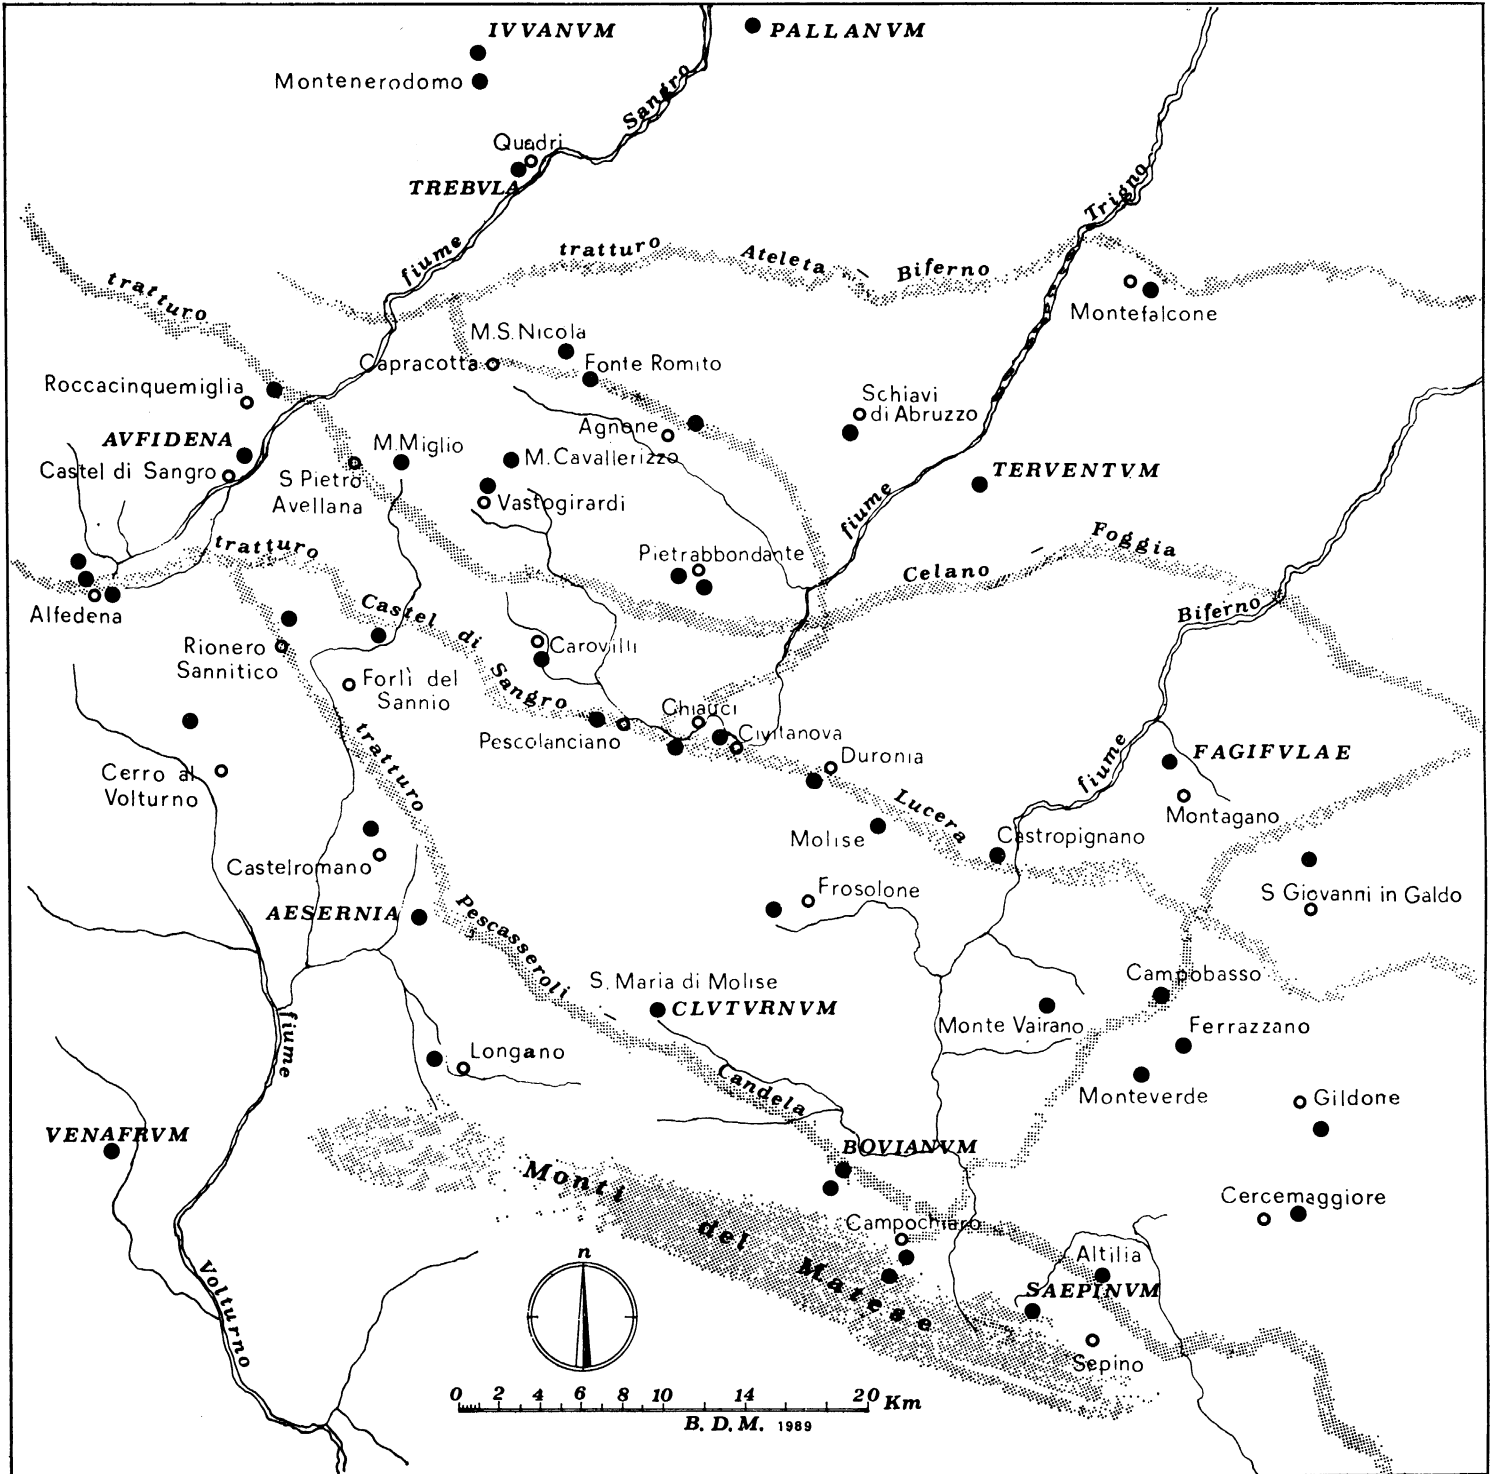 IVVANVM
PALLANVM
Montenerodomo
Sangro
Quadri
TREBVLA
Trigno
fiume
tratturo
Ateleta
-
Biferno
tratturo
Montefalcone
M.S. Nicola
Capracotta
Fonte Romito
Roccacinquemiglia
Schiavi
di Abruzzo
AVFIDENA
M. Miglio
Agnone
M. Cavallerizzo
TERVENTVM
Castel di Sangro
S Pietro
Avellana
Vastogirardi
fiume
tratturo
Pietrabbondante
Celano
-
Foggia
Alfedena
Castel di
Sangro
Biferno
Rionero
Sannitico
Carovilli
Forlì del
Sannio
Chiauci
Pescolanciano
Civitanova
tratturo
Duronia
fiume
FAGIFVLAE
Cerro al
Volturno
Lucera
Montagano
Molise
Castropignano
Castelromano
Frosolone
S Giovanni in Galdo
AESERNIA
Pescasseroli
-
S. Maria di Molise
CLVTVRNVM
Campobasso
Monte Vairano
Ferrazzano
fiume
Longano
Candela
Monteverde
Gildone
VENAFRVM
BOVIANVM
Monti
del
Matese
Cercemaggiore
Campochiaro
Altilia
SAEPINVM
Volturno
n
Sepino
0 2 4 6 8 10 14 20 Km
B. D. M. 1989